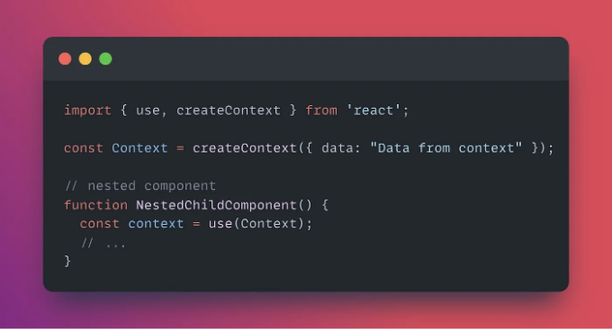 import { use, createContext } from 'react';
const Context = createContext({ data: "Data from context" });
// nested component
function NestedChildComponent() {
const context = use(Context);
// ...
}